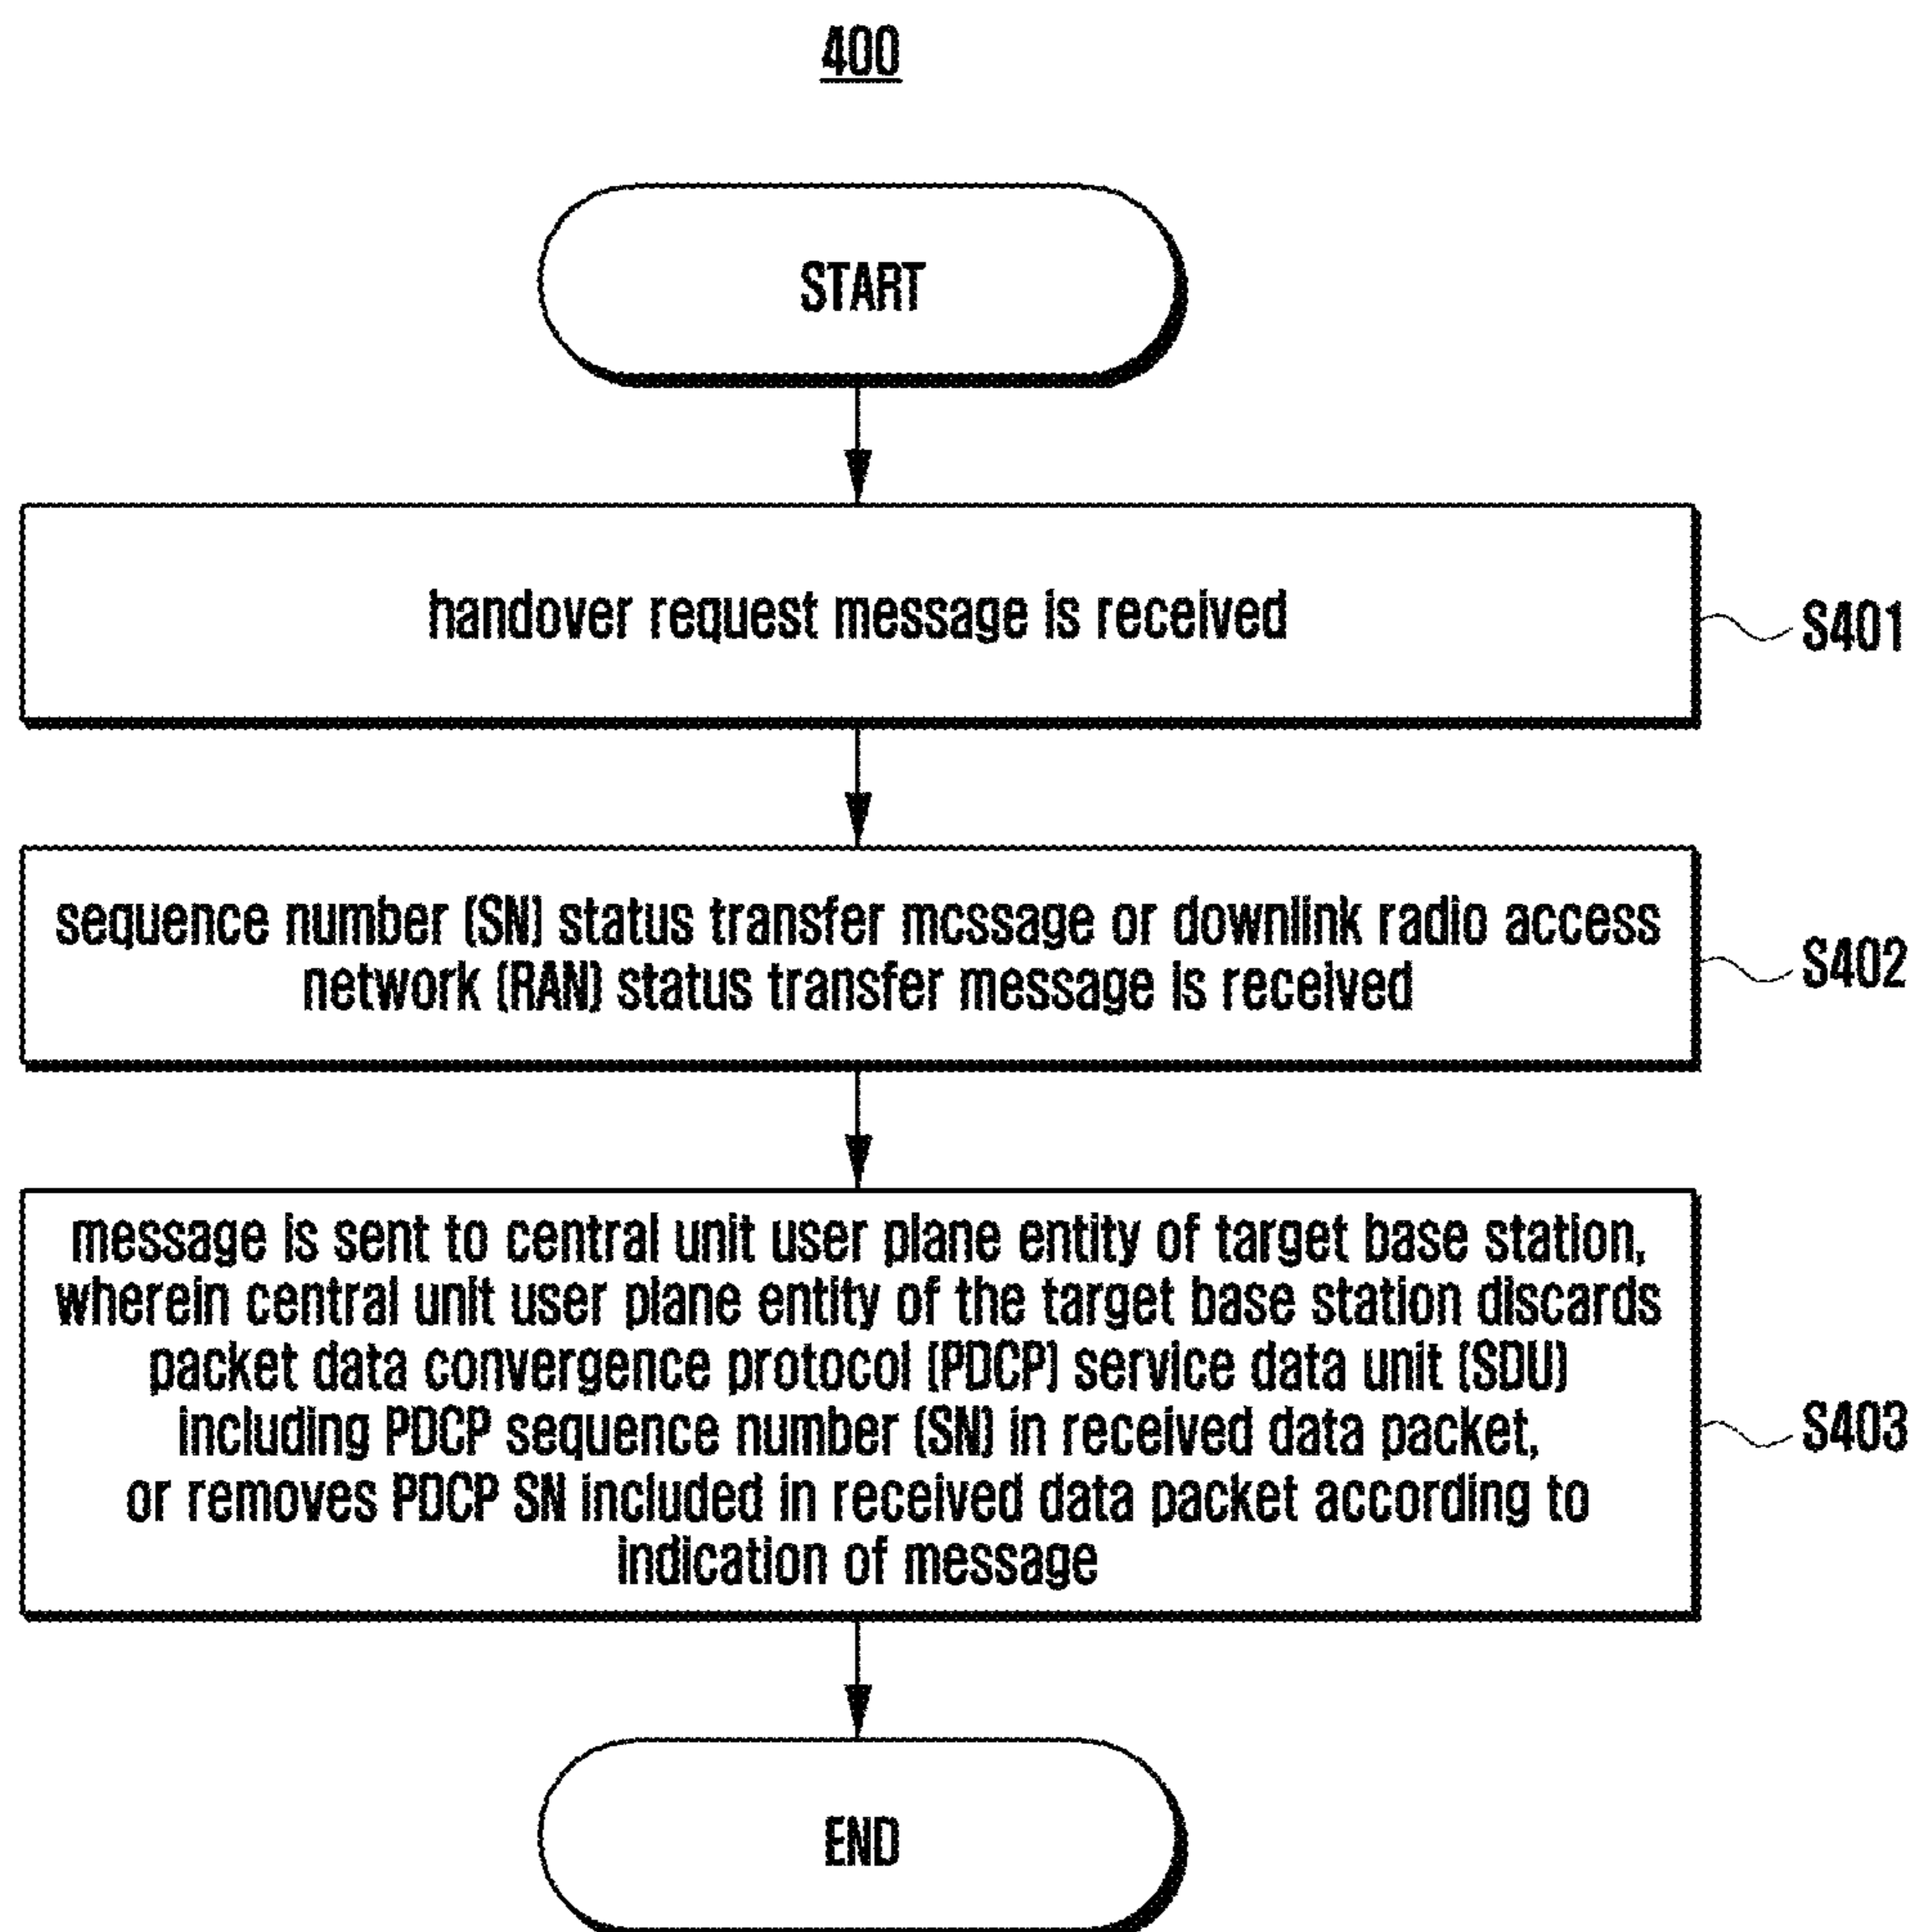 400
START
handover request message is received
S401
sequence number (SN) status transfer mcssage or downlink radio access
network (RAN) status transfer message is received
S402
message is sent to central unit user plane entity of target base station,
wherein central unit user plane entity of the target base station discards
packet data convergence protocol (PDCP) service data unit (SDU)
including PDCP sequence number (SN) in received data packet,
or removes PDCP SN included in received data packet according to
indication of message
S403
END